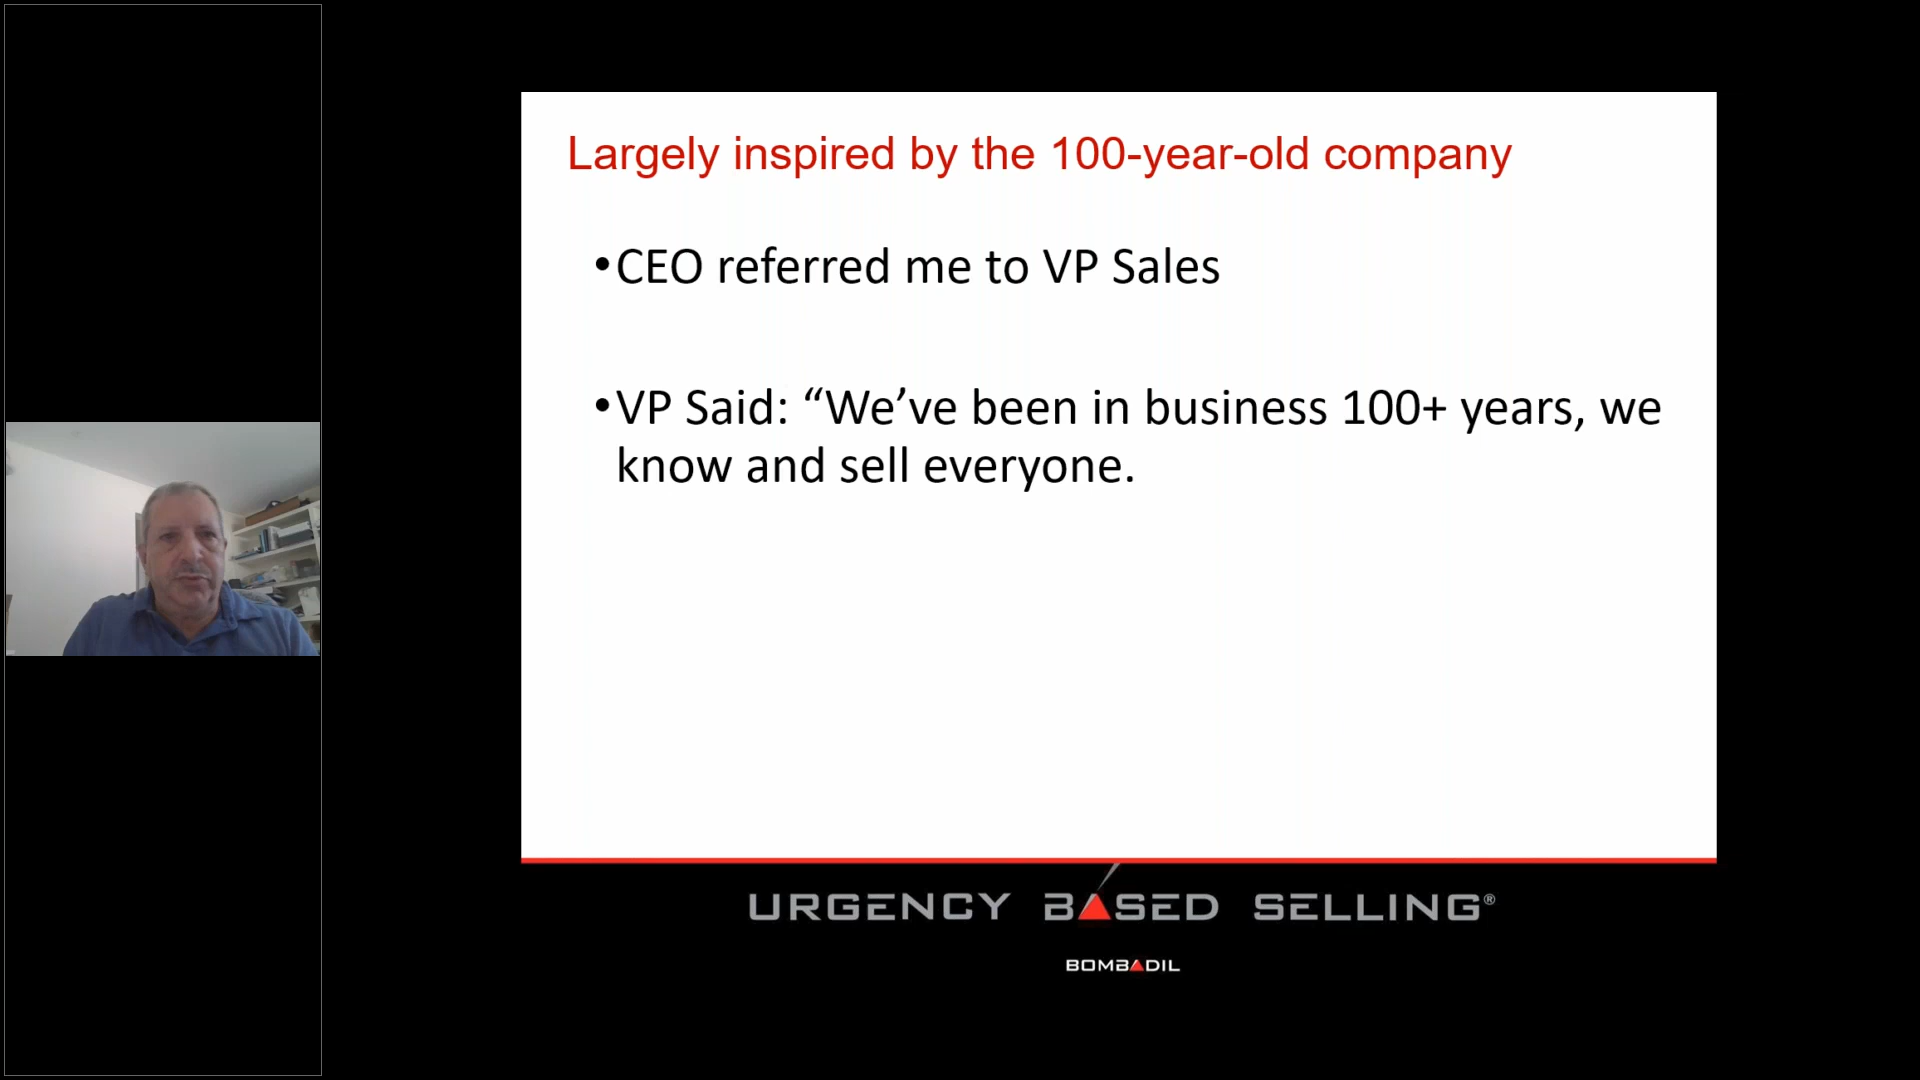 Largely inspired by the 100-year-old company
•CEO referred me to VP Sales
•VP Said: “We’ve been in business 100+ years, we
know and sell everyone.
URGENCY BASED SELLING®
BOMBADIL